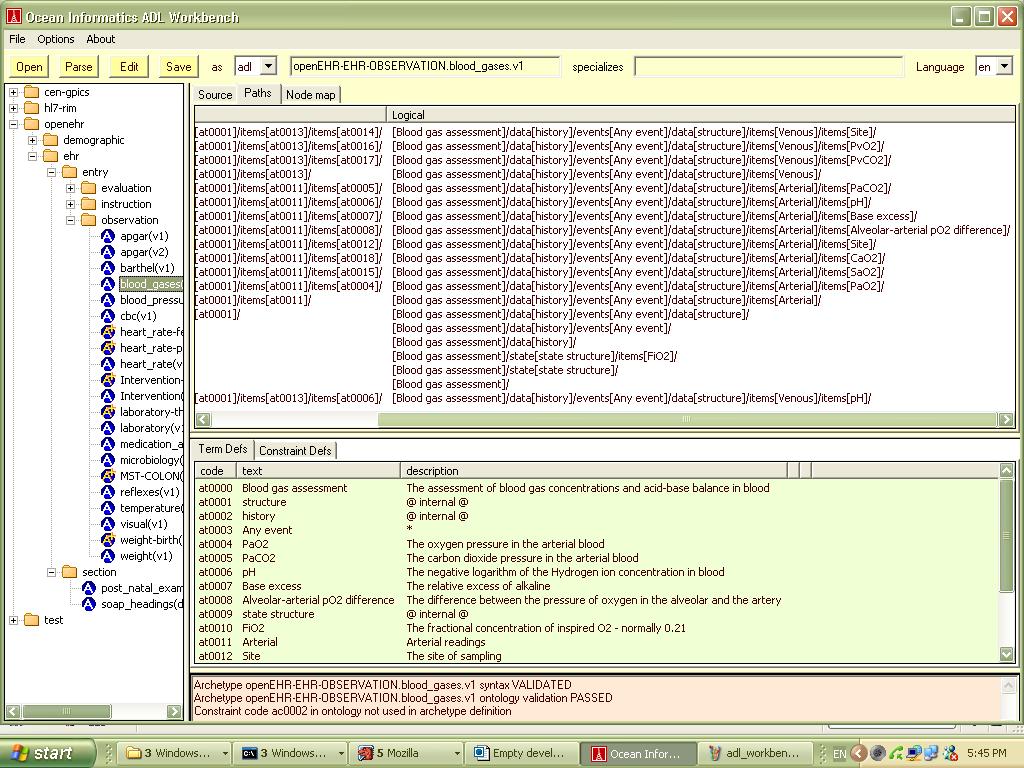 Ocean Informatics ADL Workbench
File Options About
Open Parse Edit Save as adl openEHR-EHR-OBSERVATION.blood_gases.v1 specializes Language en
cen-gpics
hl7-rim
openehr
demographic
ehr
entry
evaluation
instruction
observation
apgar(v1)
apgar(v2)
barthel(v1)
blood_gases(
blood_pressu
cbc(v1)
heart_rate-fe
heart_rate-p
heart_rate(v
Intervention-
Intervention(
laboratory-th
laboratory(v
medication_a
microbiology(
MST-COLON(
reflexes(v1)
temperature(
visual(v1)
weight-birth(
weight(v1)
section
post_natal_exam
soap_headings(d
test
Source Paths Node map
Logical
[at0001]/items[at0013]/items[at0014]/ [Blood gas assessment]/data[history]/events[Any event]/data[structure]/items[Venous]/items[Site]/
[at0001]/items[at0013]/items[at0016]/ [Blood gas assessment]/data[history]/events[Any event]/data[structure]/items[Venous]/items[PvO2]/
[at0001]/items[at0013]/items[at0017]/ [Blood gas assessment]/data[history]/events[Any event]/data[structure]/items[Venous]/items[PvCO2]/
[at0001]/items[at0013]/ [Blood gas assessment]/data[history]/events[Any event]/data[structure]/items[Venous]/
[at0001]/items[at0011]/items[at0005]/ [Blood gas assessment]/data[history]/events[Any event]/data[structure]/items[Arterial]/items[PaCO2]/
[at0001]/items[at0011]/items[at0006]/ [Blood gas assessment]/data[history]/events[Any event]/data[structure]/items[Arterial]/items[pH]/
[at0001]/items[at0011]/items[at0007]/ [Blood gas assessment]/data[history]/events[Any event]/data[structure]/items[Arterial]/items[Base excess]/
[at0001]/items[at0011]/items[at0008]/ [Blood gas assessment]/data[history]/events[Any event]/data[structure]/items[Arterial]/items[Alveolar-arterial pO2 difference]/
[at0001]/items[at0011]/items[at0012]/ [Blood gas assessment]/data[history]/events[Any event]/data[structure]/items[Arterial]/items[Site]/
[at0001]/items[at0011]/items[at0018]/ [Blood gas assessment]/data[history]/events[Any event]/data[structure]/items[Arterial]/items[CaO2]/
[at0001]/items[at0011]/items[at0015]/ [Blood gas assessment]/data[history]/events[Any event]/data[structure]/items[Arterial]/items[SaO2]/
[at0001]/items[at0011]/items[at0004]/ [Blood gas assessment]/data[history]/events[Any event]/data[structure]/items[Arterial]/items[PaO2]/
[at0001]/items[at0011]/ [Blood gas assessment]/data[history]/events[Any event]/data[structure]/items[Arterial]/
[at0001]/ [Blood gas assessment]/data[history]/events[Any event]/data[structure]/
[Blood gas assessment]/data[history]/events[Any event]/
[Blood gas assessment]/data[history]/
[Blood gas assessment]/state[state structure]/items[FiO2]/
[Blood gas assessment]/state[state structure]/
[Blood gas assessment]/
[at0001]/items[at0013]/items[at0006]/ [Blood gas assessment]/data[history]/events[Any event]/data[structure]/items[Venous]/items[pH]/
Term Defs Constraint Defs
code text description
at0000 Blood gas assessment The assessment of blood gas concentrations and acid-base balance in blood
at0001 structure @ internal @
at0002 history @ internal @
at0003 Any event *
at0004 PaO2 The oxygen pressure in the arterial blood
at0005 PaCO2 The carbon dioxide pressure in the arterial blood
at0006 pH The negative logarithm of the Hydrogen ion concentration in blood
at0007 Base excess The relative excess of alkaline
at0008 Alveolar-arterial pO2 difference The difference between the pressure of oxygen in the alveolar and the artery
at0009 state structure @ internal @
at0010 FiO2 The fractional concentration of inspired O2 - normally 0.21
at0011 Arterial Arterial readings
at0012 Site The site of sampling
Archetype openEHR-EHR-OBSERVATION.blood_gases.v1 syntax VALIDATED
Archetype openEHR-EHR-OBSERVATION.blood_gases.v1 ontology validation PASSED
Constraint code ac0002 in ontology not used in archetype definition
start 3 Windows... 3 Windows... 5 Mozilla Empty devel... Ocean Infor... adl_workben... EN 5:45 PM